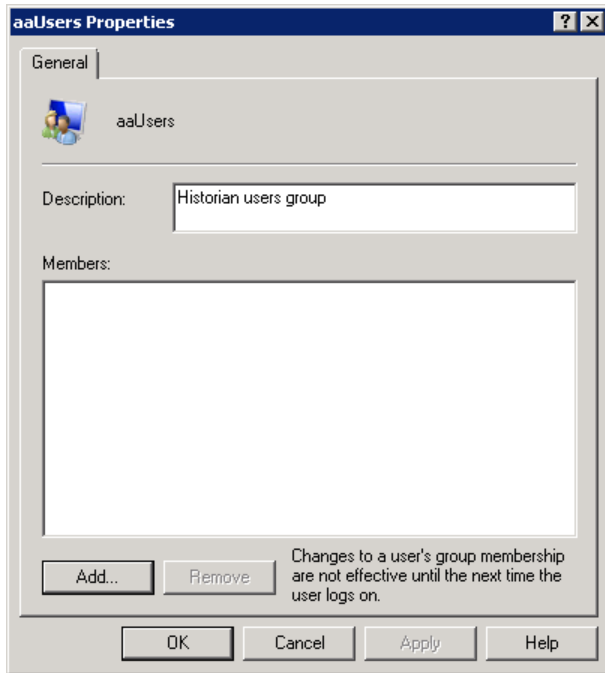 aaUsers Properties
General
aaUsers
Description:
Historian users group
Members:
Add...
Remove
Changes to a user's group membership
are not effective until the next time the
user logs on.
OK
Cancel
Apply
Help